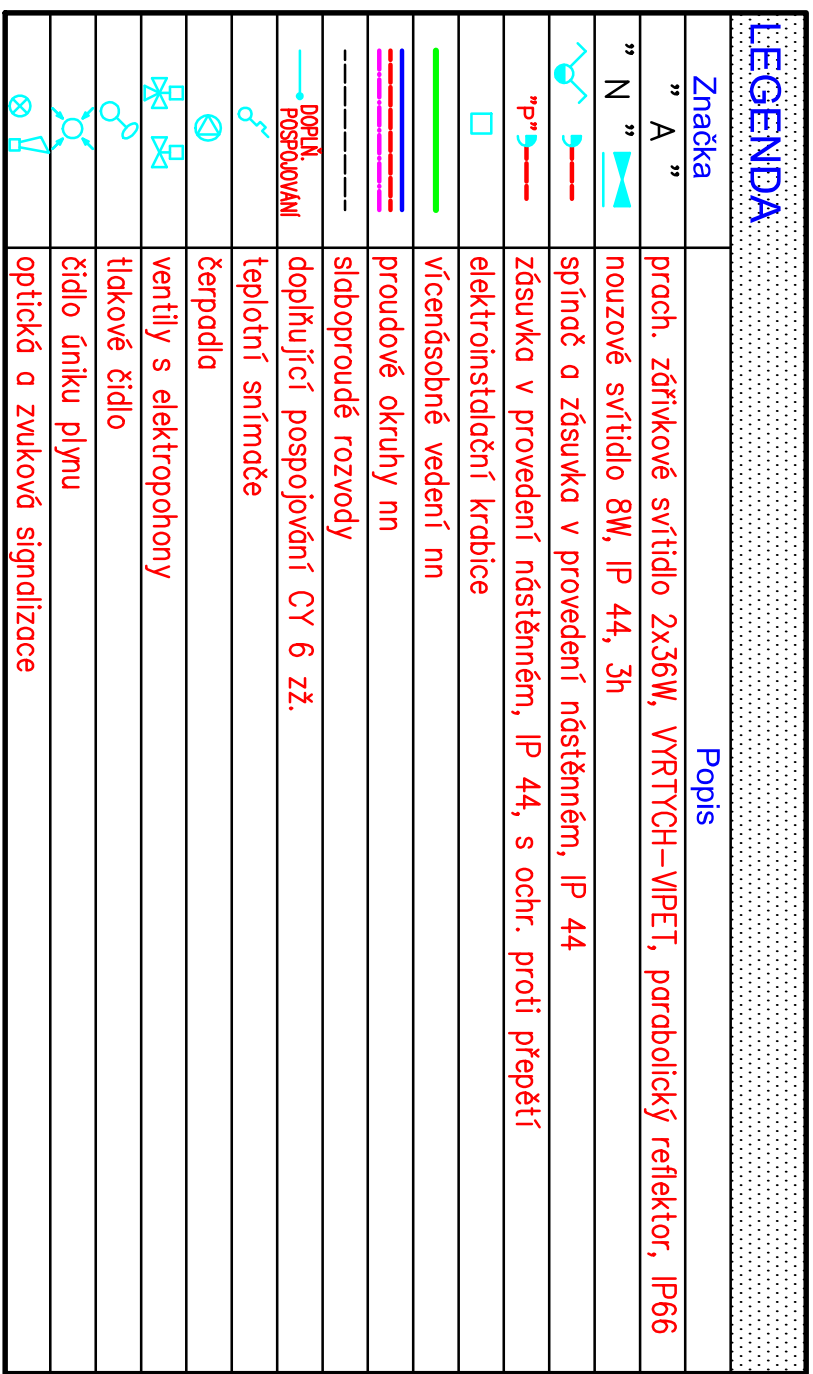 LEGENDA
Značka Popis
" A " prach. zářivkové svítidlo 2x36W, VYRTYCH-VIPET, parabolický reflektor, IP66
" N " nouzové svítidlo 8W, IP 44, 3h
spínač a zásuvka v provedení nástěnném, IP 44
"P" zásuvka v provedení nástěnném, IP 44, s ochr. proti přepětí
elektroinstalační krabice
vícenásobné vedení nn
proudové okruhy nn
slaboproudé rozvody
DOPLŇ.
POSPOJOVÁNÍ
doplňující pospojování CY 6 zž.
teplotní snímače
čerpadla
ventily s elektropohony
tlakové čidlo
čidlo úniku plynu
optická a zvuková signalizace